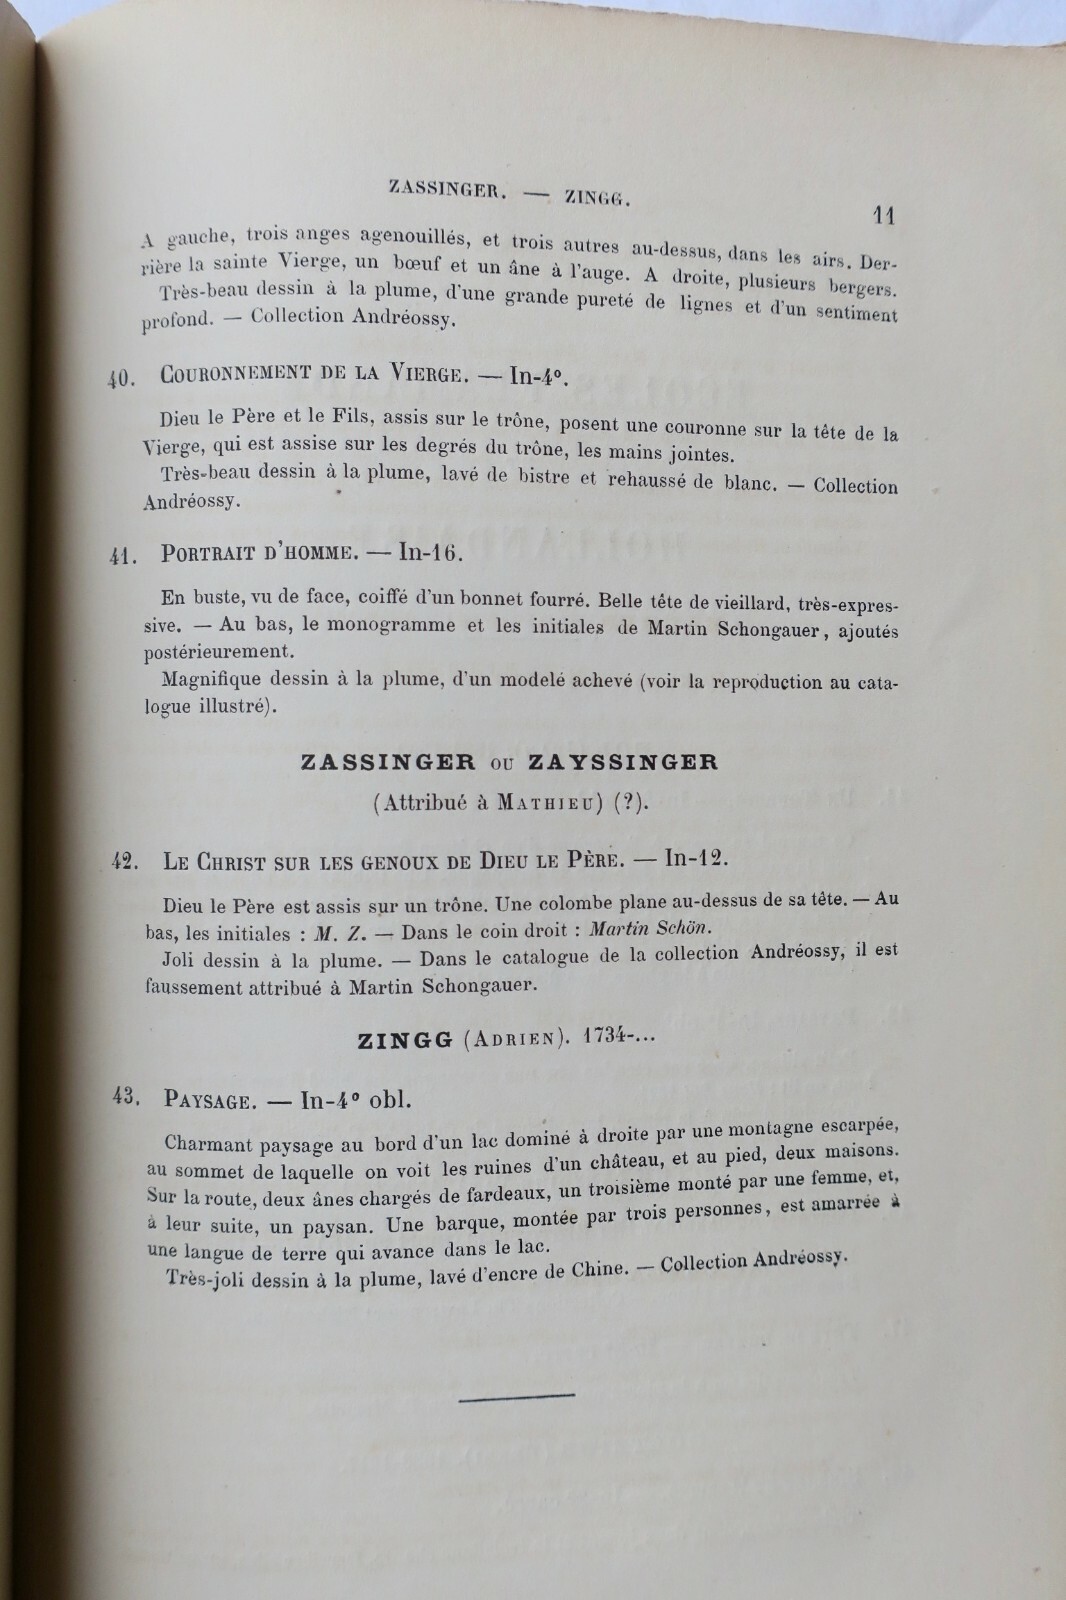 ZASSINGER. — ZINGG.
11
A gauche, trois anges agenouillés, et trois autres au-dessus, dans les airs. Der-
rière la sainte Vierge, un bœuf et un âne à l'auge. A droite, plusieurs bergers.
Très-beau dessin à la plume, d'une grande pureté de lignes et d'un sentiment
profond. — Collection Andréossy.
40. COURONNEMENT DE LA VIERGE. — In-4º.
Dieu le Père et le Fils, assis sur le trône, posent une couronne sur la tête de la
Vierge, qui est assise sur les degrés du trône, les mains jointes.
Très-beau dessin à la plume, lavé de bistre et rehaussé de blanc. — Collection
Andréossy.
41. PORTRAIT D'HOMME. — In-16.
En buste, vu de face, coiffé d'un bonnet fourré. Belle tête de vieillard, très-expres-
sive. — Au bas, le monogramme et les initiales de Martin Schongauer, ajoutés
postérieurement.
Magnifique dessin à la plume, d'un modelé achevé (voir la reproduction au cata-
logue illustré).
ZASSINGER OU ZAYSSINGER
(Attribué à MATHIEU) (?).
42. LE CHRIST SUR LES GENOUX DE DIEU LE PÈRE. — In-12.
Dieu le Père est assis sur un trône. Une colombe plane au-dessus de sa tête. — Au
bas, les initiales : M. Z. — Dans le coin droit : Martin Schön.
Joli dessin à la plume. — Dans le catalogue de la collection Andréossy, il est
faussement attribué à Martin Schongauer.
ZINGG (ADRIEN). 1734-...
43. PAYSAGE. — In-4º obl.
Charmant paysage au bord d'un lac dominé à droite par une montagne escarpée,
au sommet de laquelle on voit les ruines d'un château, et au pied, deux maisons.
Sur la route, deux ânes chargés de fardeaux, un troisième monté par une femme, et,
à leur suite, un paysan. Une barque, montée par trois personnes, est amarrée à
une langue de terre qui avance dans le lac.
Très-joli dessin à la plume, lavé d'encre de Chine. — Collection Andréossy.